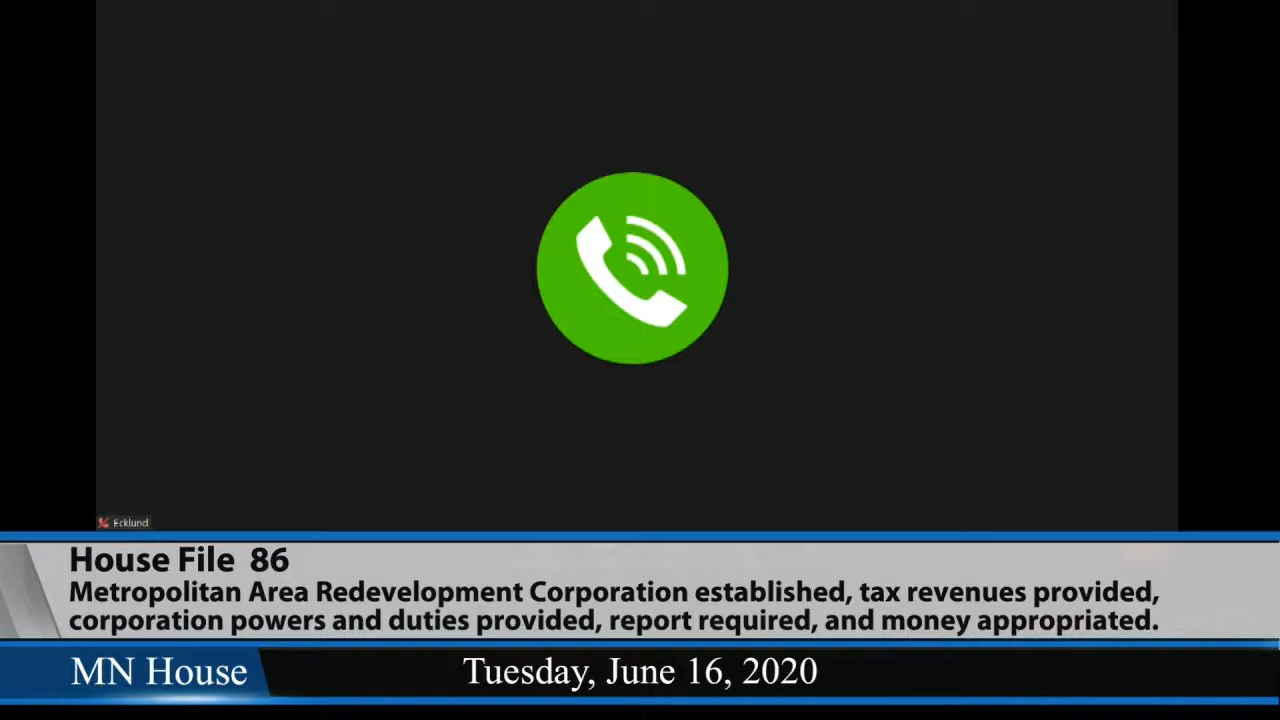 Ecklund
House File 86
Metropolitan Area Redevelopment Corporation established, tax revenues provided,
corporation powers and duties provided, report required, and money appropriated.
MN House
Tuesday, June 16, 2020